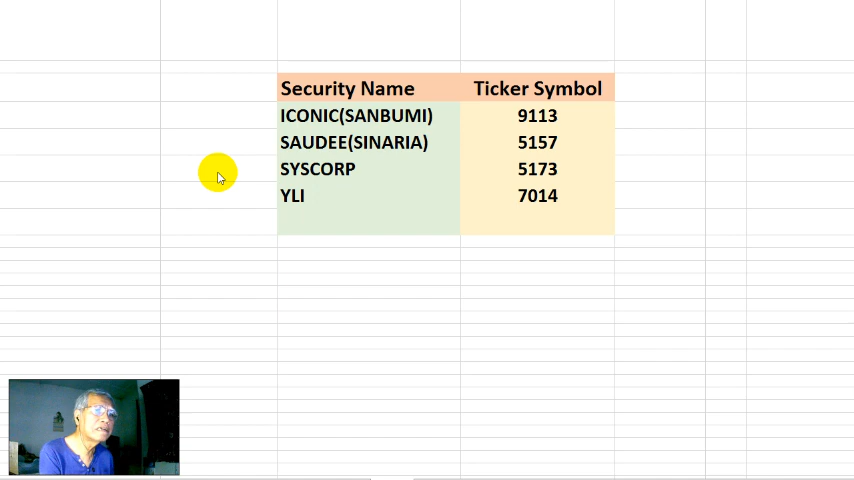 Security Name Ticker Symbol
ICONIC(SANBUMI) 9113
SAUDEE(SINARIA) 5157
SYSCORP 5173
YLI 7014